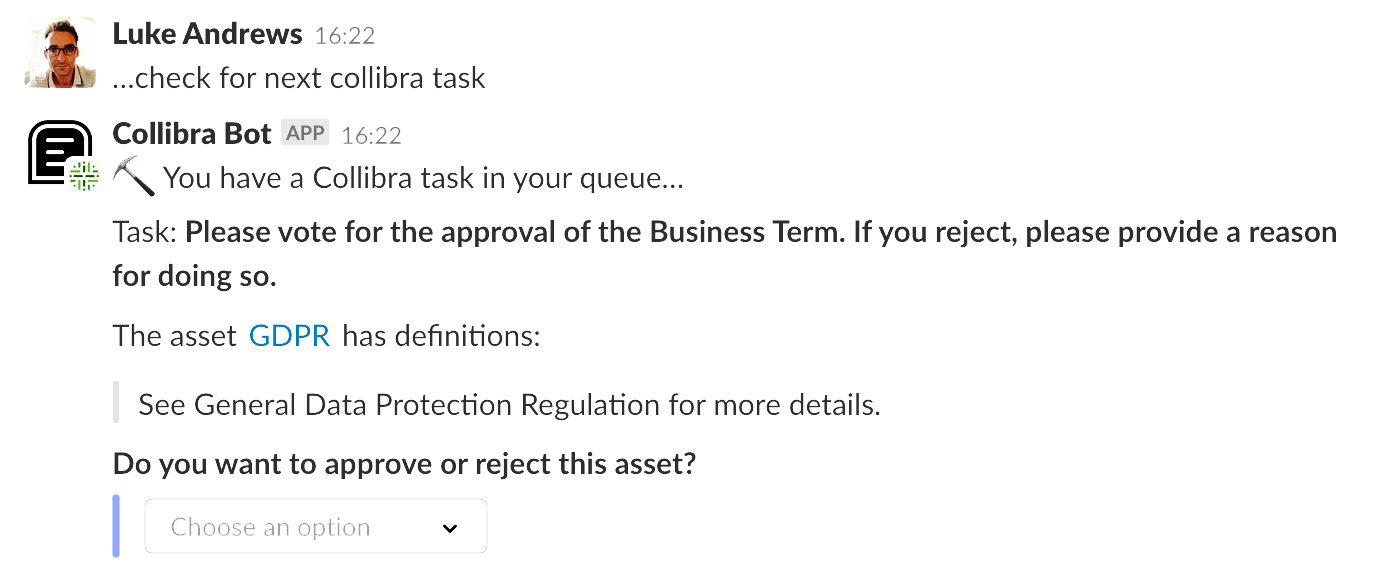 Luke Andrews 16:22
...check for next collibra task
Collibra Bot APP 16:22
You have a Collibra task in your queue...
Task: Please vote for the approval of the Business Term. If you reject, please provide a reason
for doing so.
The asset GDPR has definitions:
See General Data Protection Regulation for more details.
Do you want to approve or reject this asset?
Choose an option